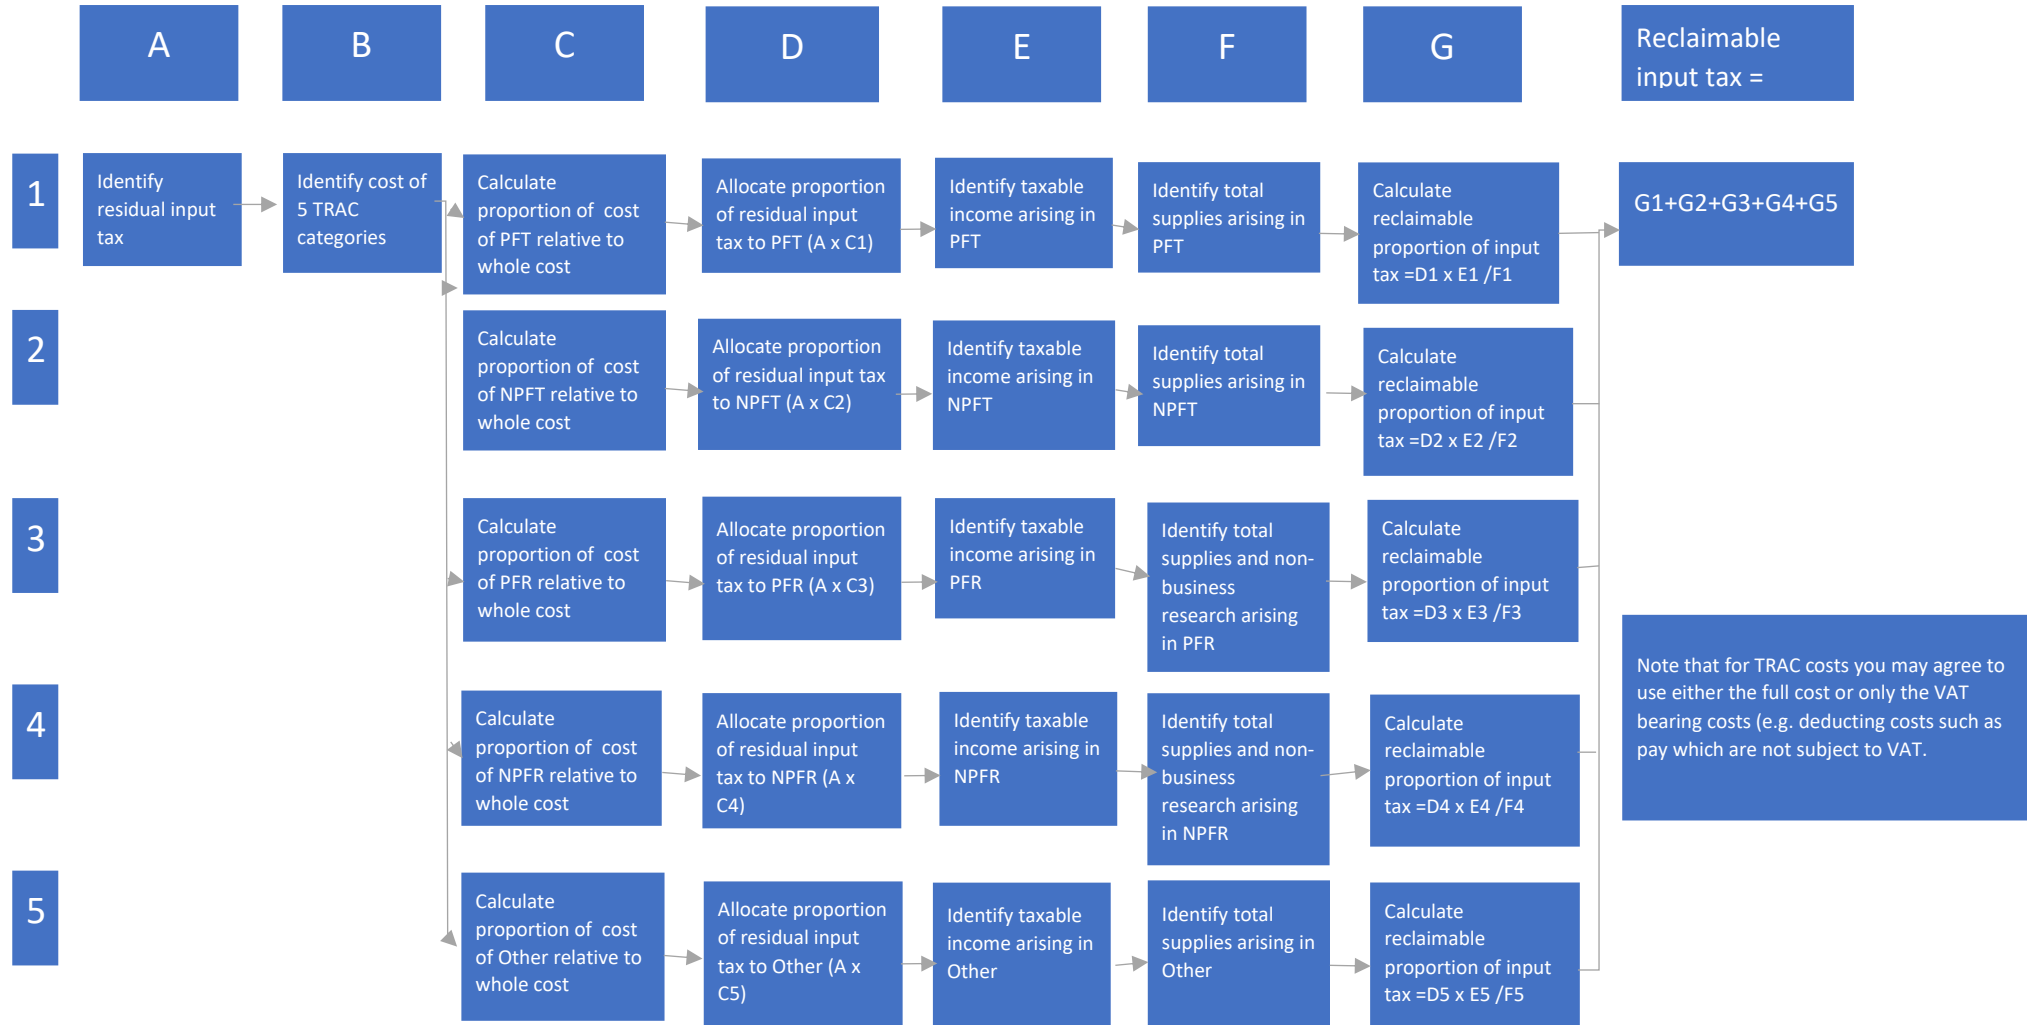 A
B
C
D
E
F
G
Reclaimable
input tax =
1
Identify
residual input
tax
Identify cost of
5 TRAC
categories
Calculate
proportion of cost
of PFT relative to
whole cost
Allocate proportion
of residual input
tax to PFT (A x C1)
Identify taxable
income arising in
PFT
Identify total
supplies arising in
PFT
Calculate
reclaimable
proportion of input
tax =D1 x E1 /F1
G1+G2+G3+G4+G5
2
Calculate
proportion of cost
of NPFT relative to
whole cost
Allocate proportion
of residual input tax
to NPFT (A x C2)
Identify taxable
income arising in
NPFT
Identify total
supplies arising in
NPFT
Calculate
reclaimable
proportion of input
tax =D2 x E2 /F2
3
Calculate
proportion of cost
of PFR relative to
whole cost
Allocate proportion
of residual input
tax to PFR (A x C3)
Identify taxable
income arising in
PFR
Identify total
supplies and non-
business
research arising
in PFR
Calculate
reclaimable
proportion of input
tax =D3 x E3 /F3
Note that for TRAC costs you may agree to
use either the full cost or only the VAT
bearing costs (e.g. deducting costs such as
pay which are not subject to VAT.
4
Calculate
proportion of cost
of NPFR relative to
whole cost
Allocate proportion
of residual input
tax to NPFR (A x
C4)
Identify taxable
income arising in
NPFR
Identify total
supplies and non-
business
research arising
in NPFR
Calculate
reclaimable
proportion of input
tax =D4 x E4 /F4
5
Calculate
proportion of cost
of Other relative to
whole cost
Allocate proportion
of residual input
tax to Other (A x
C5)
Identify taxable
income arising in
Other
Identify total
supplies arising in
Other
Calculate
reclaimable
proportion of input
tax =D5 x E5 /F5